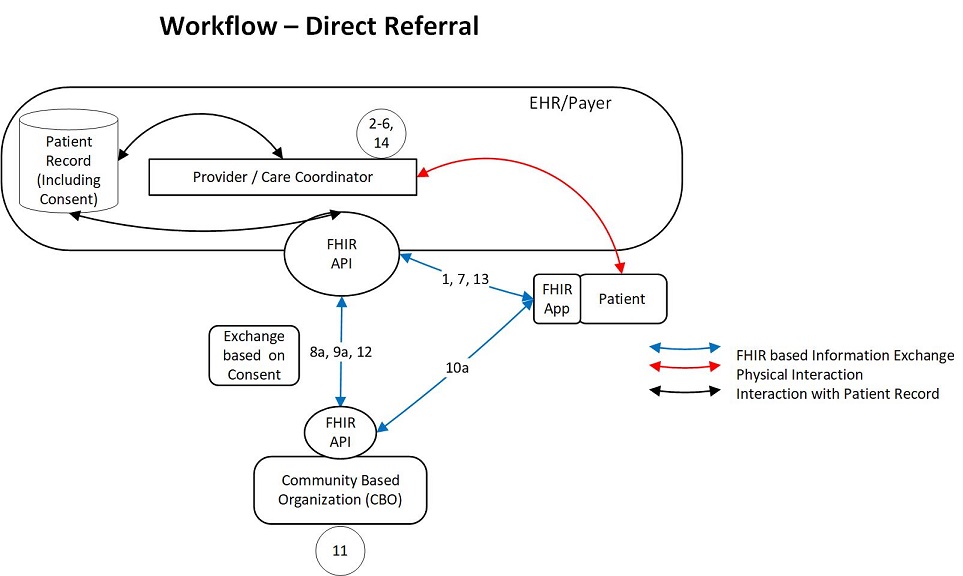 Workflow – Direct Referral
EHR/Payer
2-6,
14
Patient
Record
(Including
Consent)
Provider / Care Coordinator
FHIR
API
1, 7, 13
FHIR
App
Patient
Exchange
based on
Consent
8a, 9a, 12
10a
FHIR based Information Exchange
Physical Interaction
Interaction with Patient Record
FHIR
API
Community Based
Organization (CBO)
11